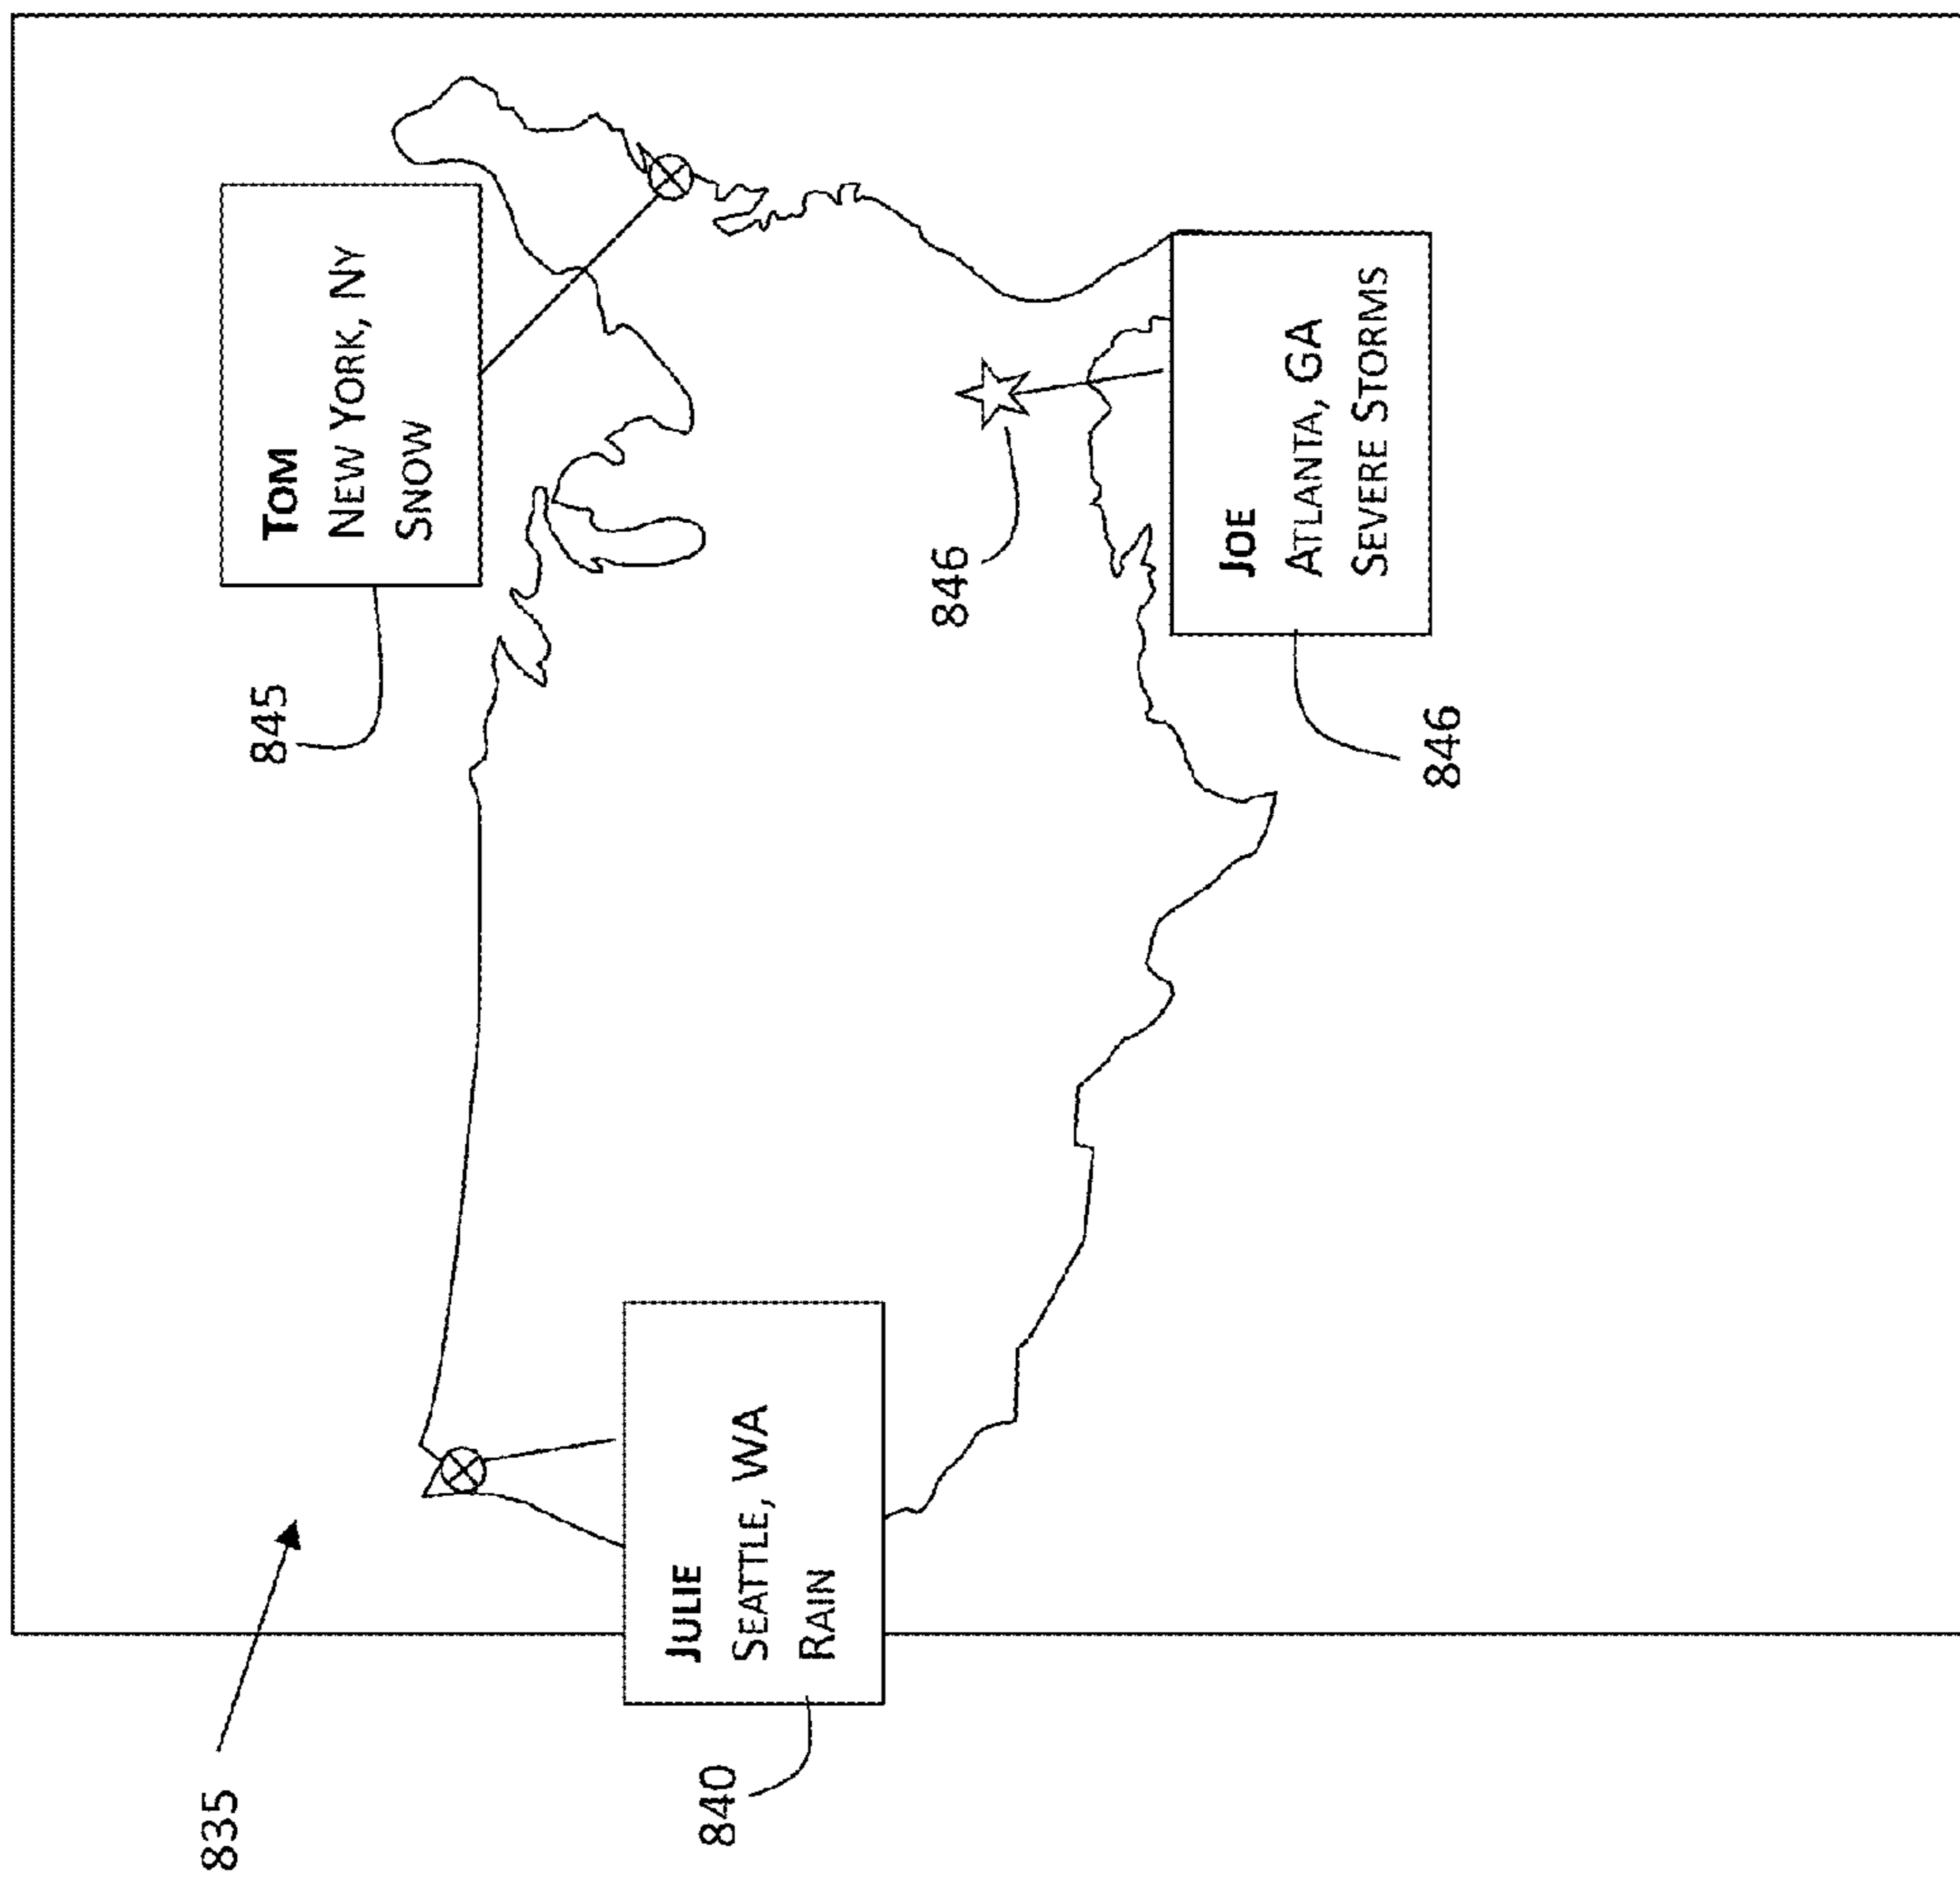 835
840
JULIE
SEATTLE, WA
RAIN
845
TOM
NEW YORK, NY
SNOW
846
JOE
ATLANTA, GA
SEVERE STORMS
846